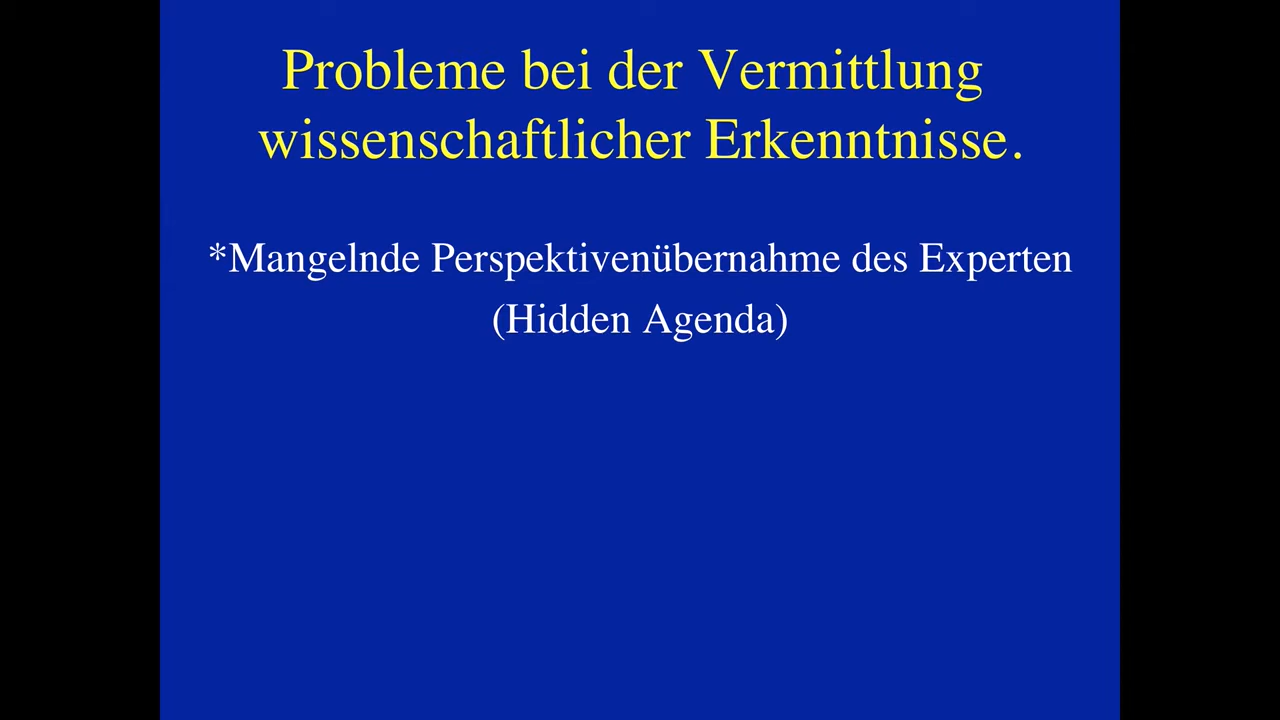 Probleme bei der Vermittlung
wissenschaftlicher Erkenntnisse.
*Mangelnde Perspektivenübernahme des Experten
(Hidden Agenda)